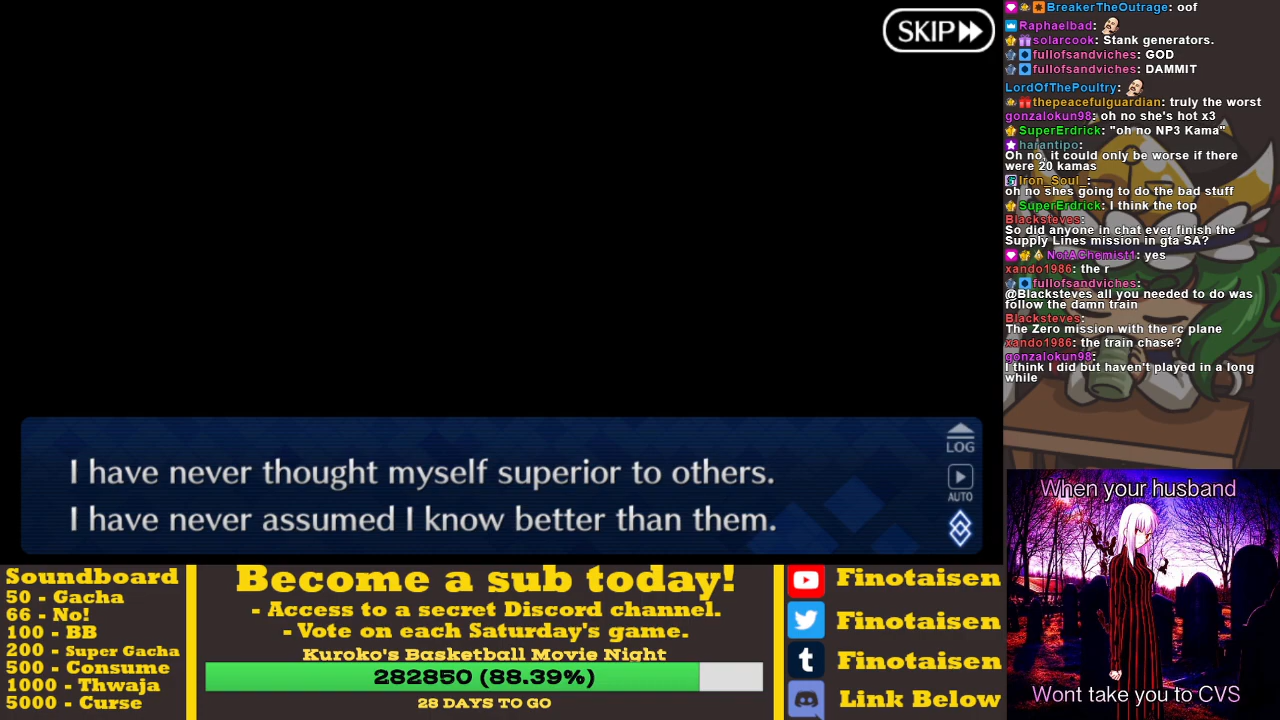 SKIP
I have never thought myself superior to others.
I have never assumed I know better than them.
LOG
AUTO
BreakerTheOutrage: oof
Raphaelbad:
solarcook: Stank generators.
fullofsandviches: GOD
fullofsandviches: DAMMIT
LordOfThePoultry:
thepeacefulguardian: truly the worst
gonzalokun98: oh no she's hot x3
SuperErdrick: "oh no NP3 Kama"
harantipo:
Oh no, it could only be worse if there
were 20 kamas
Iron_Soul_:
oh no shes going to do the bad stuff
SuperErdrick: I think the top
Blacksteves:
So did anyone in chat ever finish the
Supply Lines mission in gta SA?
NotAChemist1: yes
xando1986: the r
fullofsandviches:
@Blacksteves all you needed to do was
follow the damn train
Blacksteves:
The Zero mission with the rc plane
xando1986: the train chase?
gonzalokun98:
I think I did but haven't played in a long
while
When your husband
Wont take you to CVS
Soundboard
50 - Gacha
66 - No!
100 - BB
200 - Super Gacha
500 - Consume
1000 - Thwaja
5000 - Curse
Become a sub today!
- Access to a secret Discord channel.
- Vote on each Saturday's game.
Kuroko's Basketball Movie Night
282850 (88.39%)
28 DAYS TO GO
Finotaisen
Finotaisen
Finotaisen
Link Below